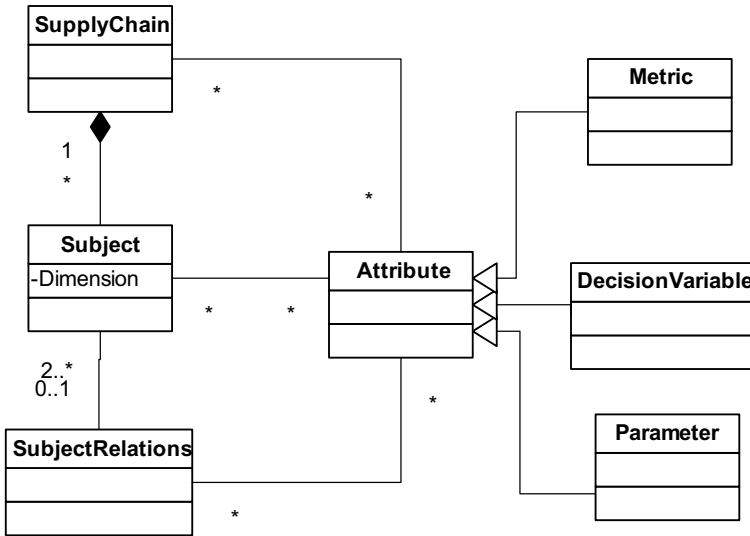 SupplyChain
*
Metric
1
*
*
Subject
-Dimension
*
*
Attribute
DecisionVariable
2..*
0..1
*
SubjectRelations
*
Parameter